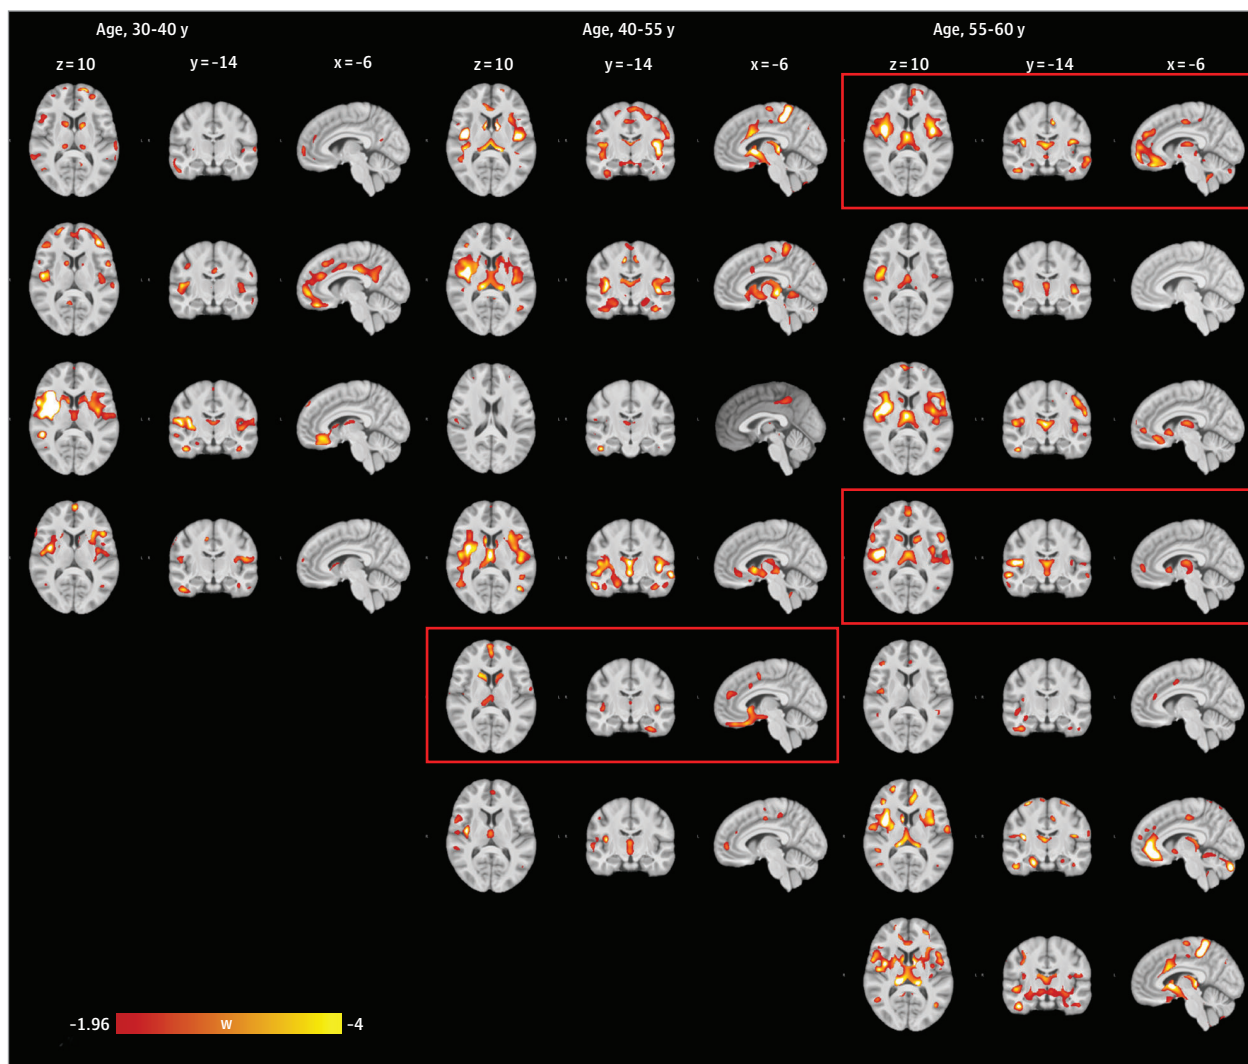 Age, 30-40 y
Age, 40-55 y
Age, 55-60 y
z = 10
y = -14
x = -6
z = 10
y = -14
x = -6
z = 10
y = -14
x = -6
-1.96
W
-4